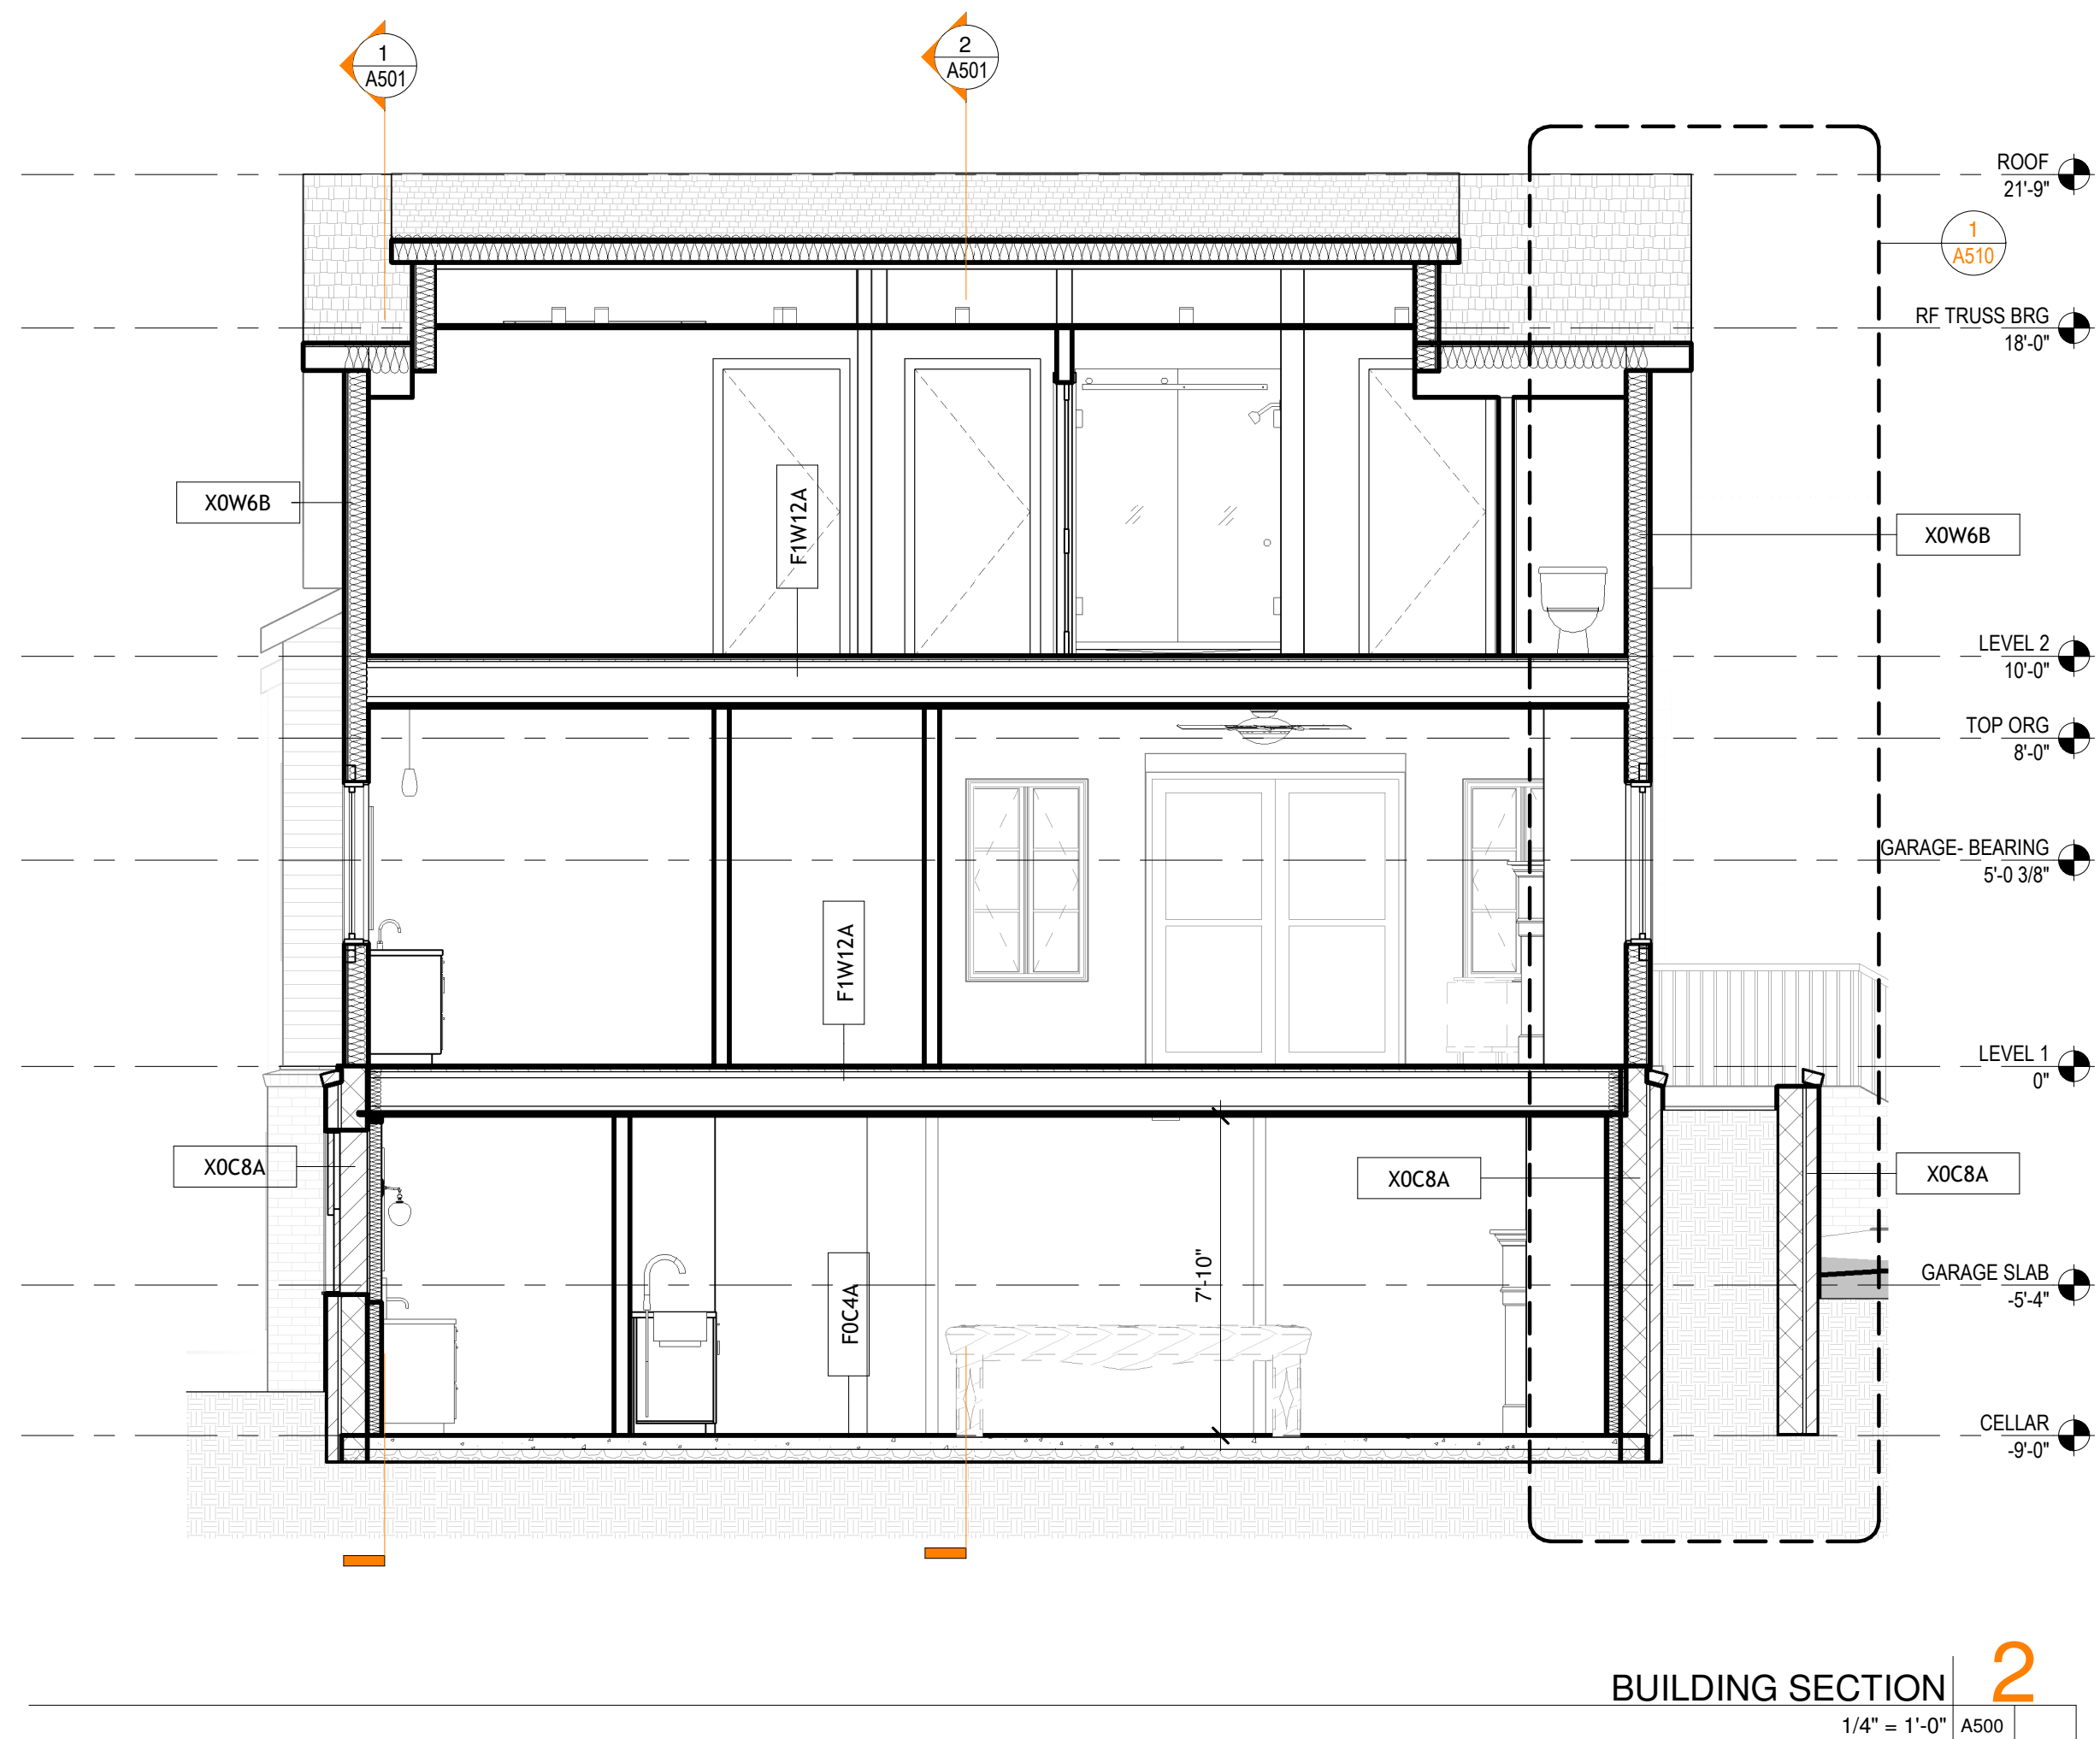 1
A501
2
A501
ROOF
21'-9"
1
A510
RF TRUSS BRG
18'-0"
X0W6B
F1W12A
X0W6B
LEVEL 2
10'-0"
TOP ORG
8'-0"
GARAGE- BEARING
5'-0 3/8"
F1W12A
LEVEL 1
0"
X0C8A
X0C8A
X0C8A
7'-10"
F0C4A
GARAGE SLAB
-5'-4"
CELLAR
-9'-0"
BUILDING SECTION
2
1/4" = 1'-0"
A500